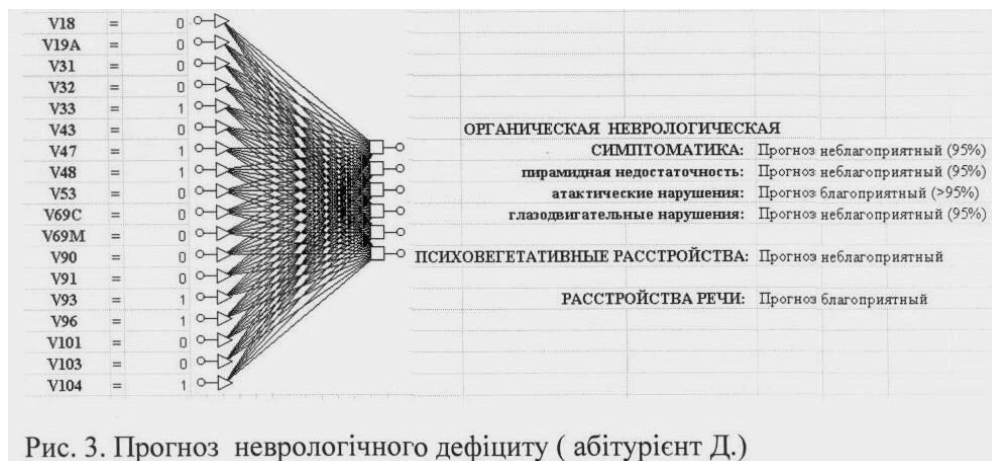 V18 = 0
V19A = 0
V31 = 0
V32 = 0
V33 = 1
V43 = 0
ОРГАНИЧЕСКАЯ НЕВРОЛОГИЧЕСКАЯ
V47 = 1 СИМПТОМАТИКА: Прогноз неблагоприятный (95%)
V48 = 1 пирамидная недостаточность: Прогноз неблагоприятный (95%)
V53 = 0 атактические нарушения: Прогноз благоприятный (>95%)
V69C = 0 глазодвигательные нарушения: Прогноз неблагоприятный (95%)
V69M = 0
V90 = 0 ПСИХОВЕГЕТАТИВНЫЕ РАССТРОЙСТВА: Прогноз неблагоприятный
V91 = 0
V93 = 1 РАССТРОЙСТВА РЕЧИ: Прогноз благоприятный
V96 = 1
V101 = 0
V103 = 0
V104 = 1
Рис. 3. Прогноз неврологічного дефіциту ( абітурієнт Д.)